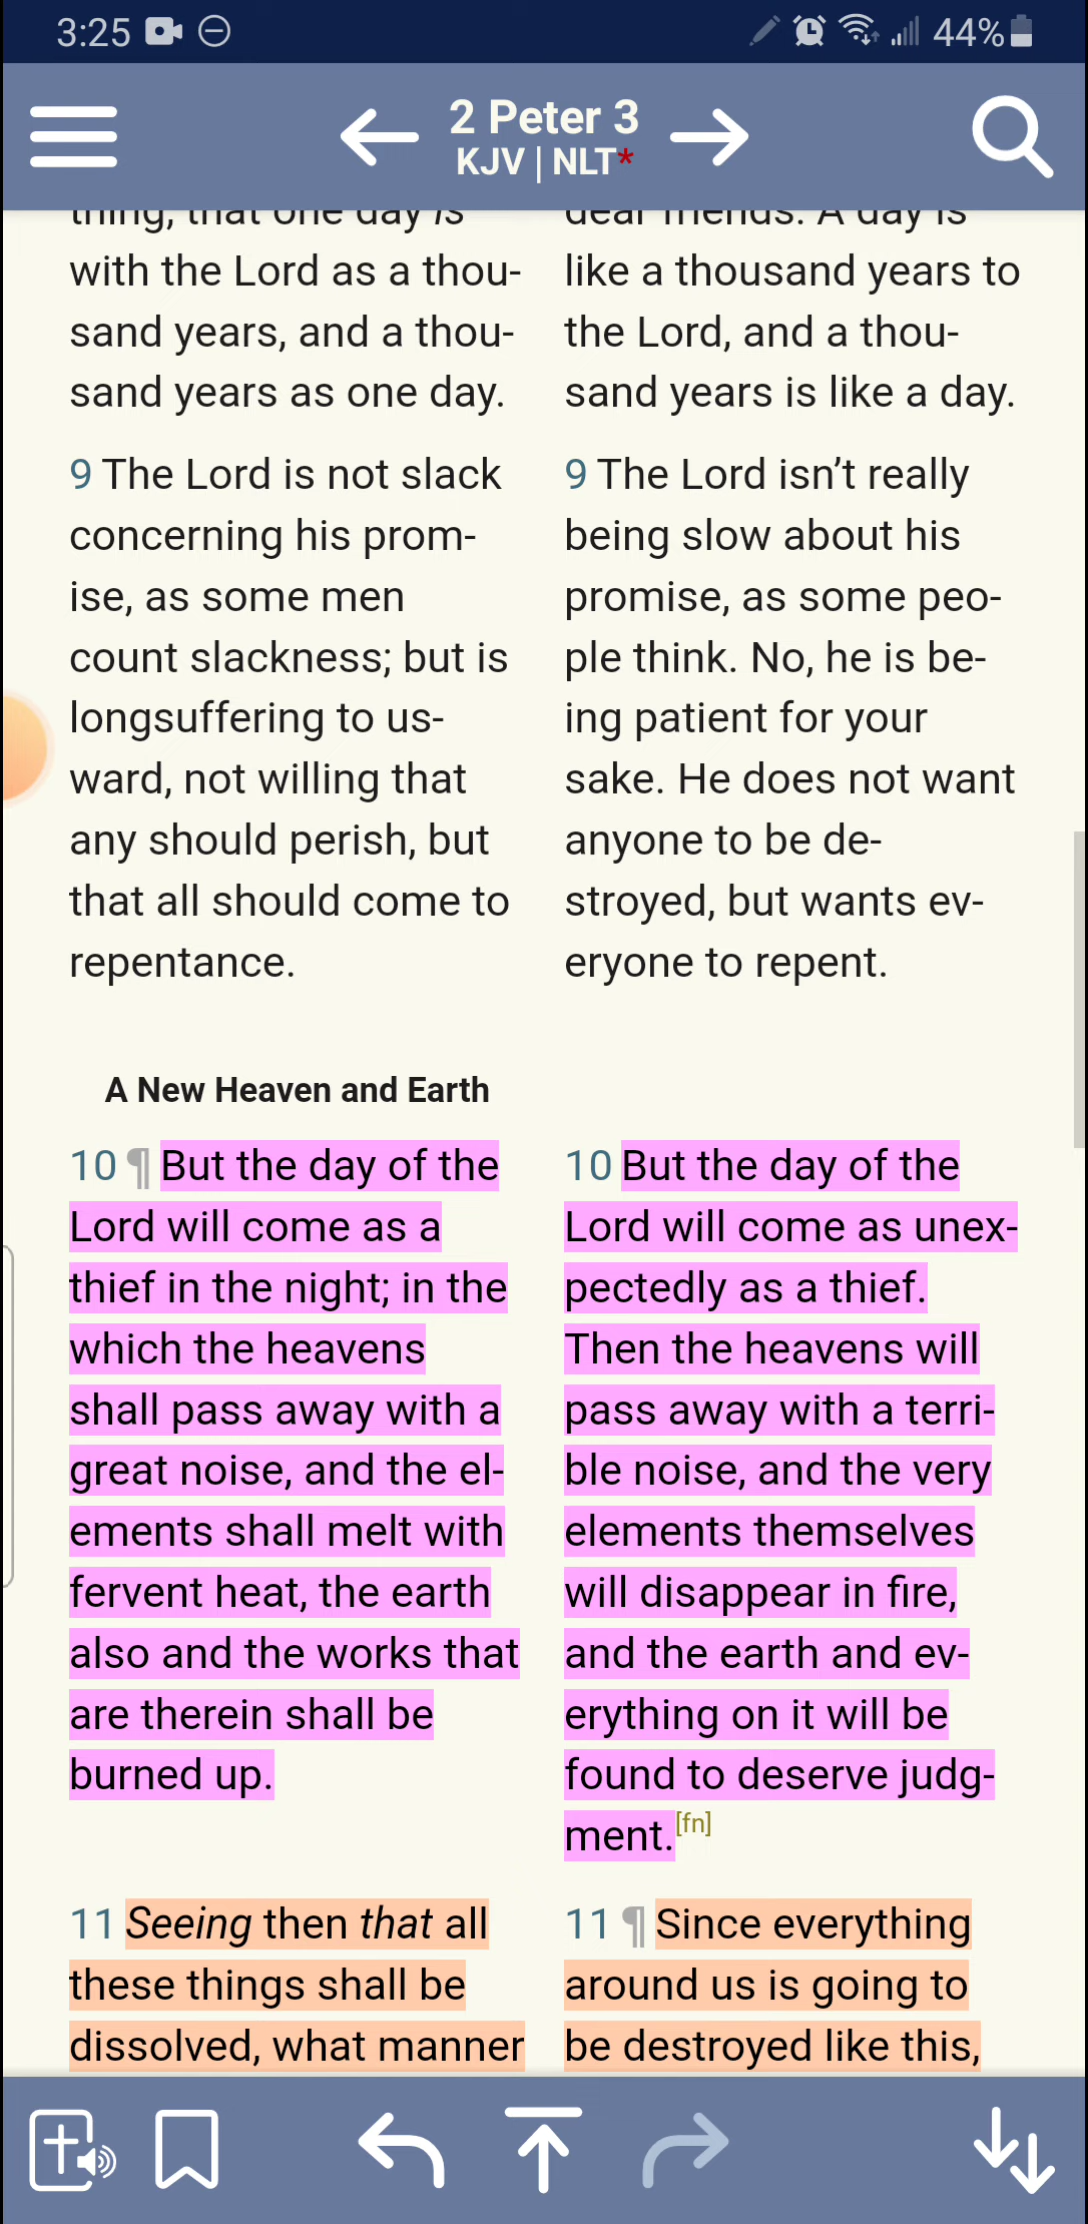 3:25
44%
2 Peter 3
KJV | NLT*
thing, that one day is
with the Lord as a thou-
sand years, and a thou-
sand years as one day.
9 The Lord is not slack
concerning his prom-
ise, as some men
count slackness; but is
longsuffering to us-
ward, not willing that
any should perish, but
that all should come to
repentance.
A New Heaven and Earth
10 ¶ But the day of the
Lord will come as a
thief in the night; in the
which the heavens
shall pass away with a
great noise, and the el-
ements shall melt with
fervent heat, the earth
also and the works that
are therein shall be
burned up.
11 Seeing then that all
these things shall be
dissolved, what manner
dear friends: A day is
like a thousand years to
the Lord, and a thou-
sand years is like a day.
9 The Lord isn’t really
being slow about his
promise, as some peo-
ple think. No, he is be-
ing patient for your
sake. He does not want
anyone to be de-
stroyed, but wants ev-
eryone to repent.
10 But the day of the
Lord will come as unex-
pectedly as a thief.
Then the heavens will
pass away with a terri-
ble noise, and the very
elements themselves
will disappear in fire,
and the earth and ev-
erything on it will be
found to deserve judg-
ment.[fn]
11 ¶ Since everything
around us is going to
be destroyed like this,